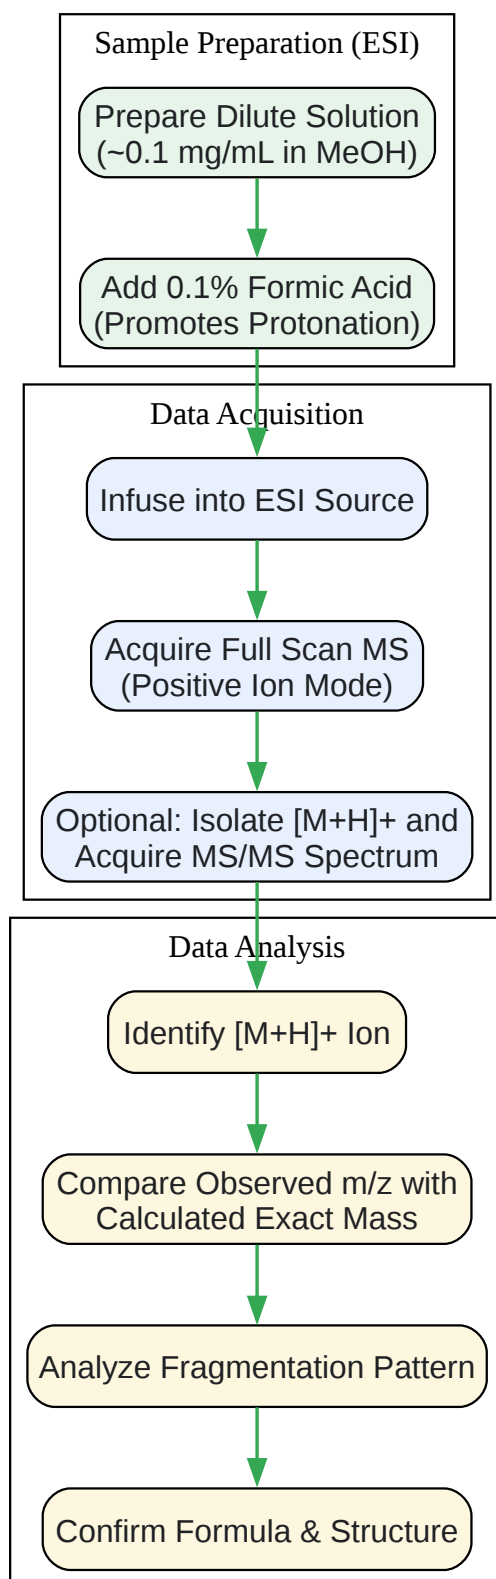 Sample Preparation (ESI)
Prepare Dilute Solution
(~0.1 mg/mL in MeOH)
Add 0.1% Formic Acid
(Promotes Protonation)
Data Acquisition
Infuse into ESI Source
Acquire Full Scan MS
(Positive Ion Mode)
Optional: Isolate [M+H]+ and
Acquire MS/MS Spectrum
Data Analysis
Identify [M+H]+ Ion
Compare Observed m/z with
Calculated Exact Mass
Analyze Fragmentation Pattern
Confirm Formula & Structure